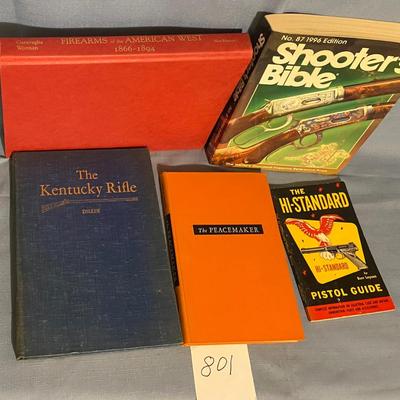 Garavaglia
Worman
FIREARMS of the AMERICAN WEST
1866-1894
No. 87 1996 Edition
Shooter's
Bible
The
Kentucky Rifle
DILLIN
The PEACEMAKER
THE
HI-STANDARD
HI-STANDARD
by
PISTOL GUIDE
801